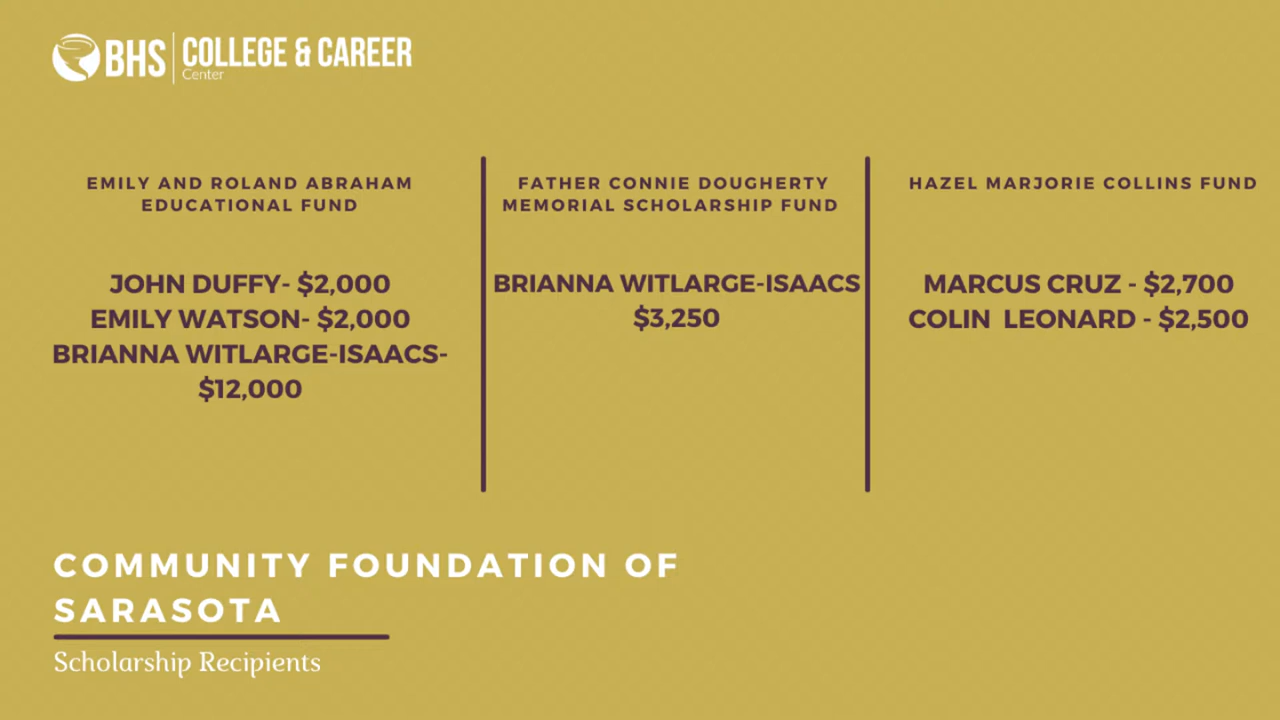 BHS COLLEGE & CAREER
Center
EMILY AND ROLAND ABRAHAM
EDUCATIONAL FUND
JOHN DUFFY- $2,000
EMILY WATSON- $2,000
BRIANNA WITLARGE-ISAACS-
$12,000
FATHER CONNIE DOUGHERTY
MEMORIAL SCHOLARSHIP FUND
BRIANNA WITLARGE-ISAACS
$3,250
HAZEL MARJORIE COLLINS FUND
MARCUS CRUZ - $2,700
COLIN  LEONARD - $2,500
COMMUNITY FOUNDATION OF
SARASOTA
Scholarship Recipients